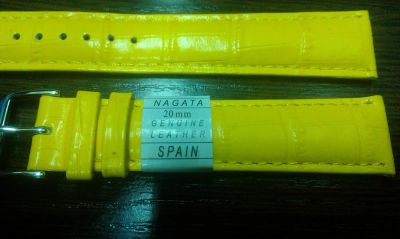 NAGATA
20mm
GENUINE
LEATHER
SPAIN